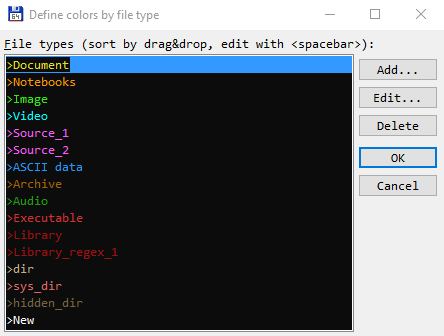 64
Define colors by file type
File types (sort by drag&drop, edit with <spacebar>):
>Document
>Notebooks
>Image
>Video
>Source_1
>Source_2
>ASCII data
>Archive
>Audio
>Executable
>Library
>Library_regex_1
>dir
>sys_dir
>hidden_dir
>New
Add...
Edit...
Delete
OK
Cancel